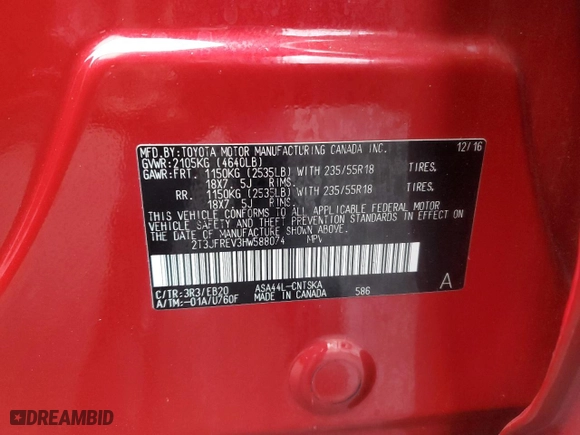 MFD. BY: TOYOTA MOTOR MANUFACTURING CANADA INC. 12/16
GVWR: 2105KG (4640LB)
GAWR: FRT. 1150KG (2535LB) WITH 235/55R18 TIRES,
18X7. 5J RIMS.
RR. 1150KG (2535LB) WITH 235/55R18 TIRES,
18X7. 5J RIMS.
THIS VEHICLE CONFORMS TO ALL APPLICABLE FEDERAL MOTOR
VEHICLE SAFETY AND THEFT PREVENTION STANDARDS IN EFFECT ON
THE DATE OF MANUFACTURE SHOWN ABOVE.
2T3JFREV3HW588074 MPV
C/TR: 3R3/EB20 ASA44L-CNTSKA A
A/TM: -01A/U760F MADE IN CANADA 586
DREAMBID